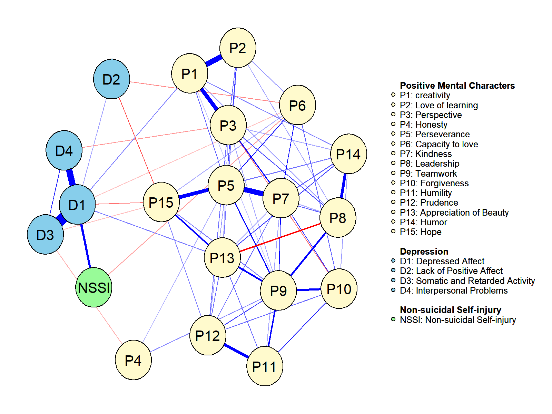 P2
P1
D2
P6
P3
D4
P14
P5
P15
P7
D1
P8
D3
P13
NSSI
P9
P10
P12
P4
P11
Positive Mental Characters
P1: creativity
P2: Love of learning
P3: Perspective
P4: Honesty
P5: Perseverance
P6: Capacity to love
P7: Kindness
P8: Leadership
P9: Teamwork
P10: Forgiveness
P11: Humility
P12: Prudence
P13: Appreciation of Beauty
P14: Humor
P15: Hope
Depression
D1: Depressed Affect
D2: Lack of Positive Affect
D3: Somatic and Retarded Activity
D4: Interpersonal Problems
Non-suicidal Self-injury
NSSI: Non-suicidal Self-injury